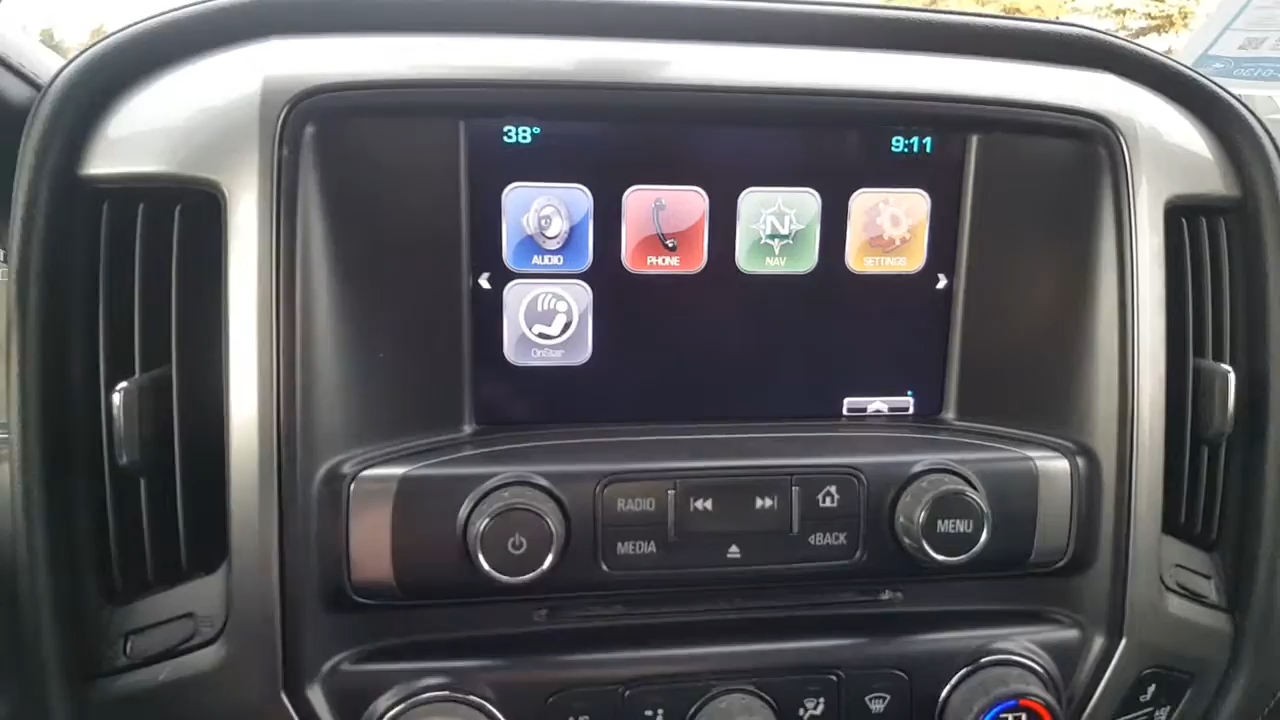 38° 9:11
AUDIO PHONE N NAV SETTINGS
OnStar
RADIO
MEDIA BACK
MENU